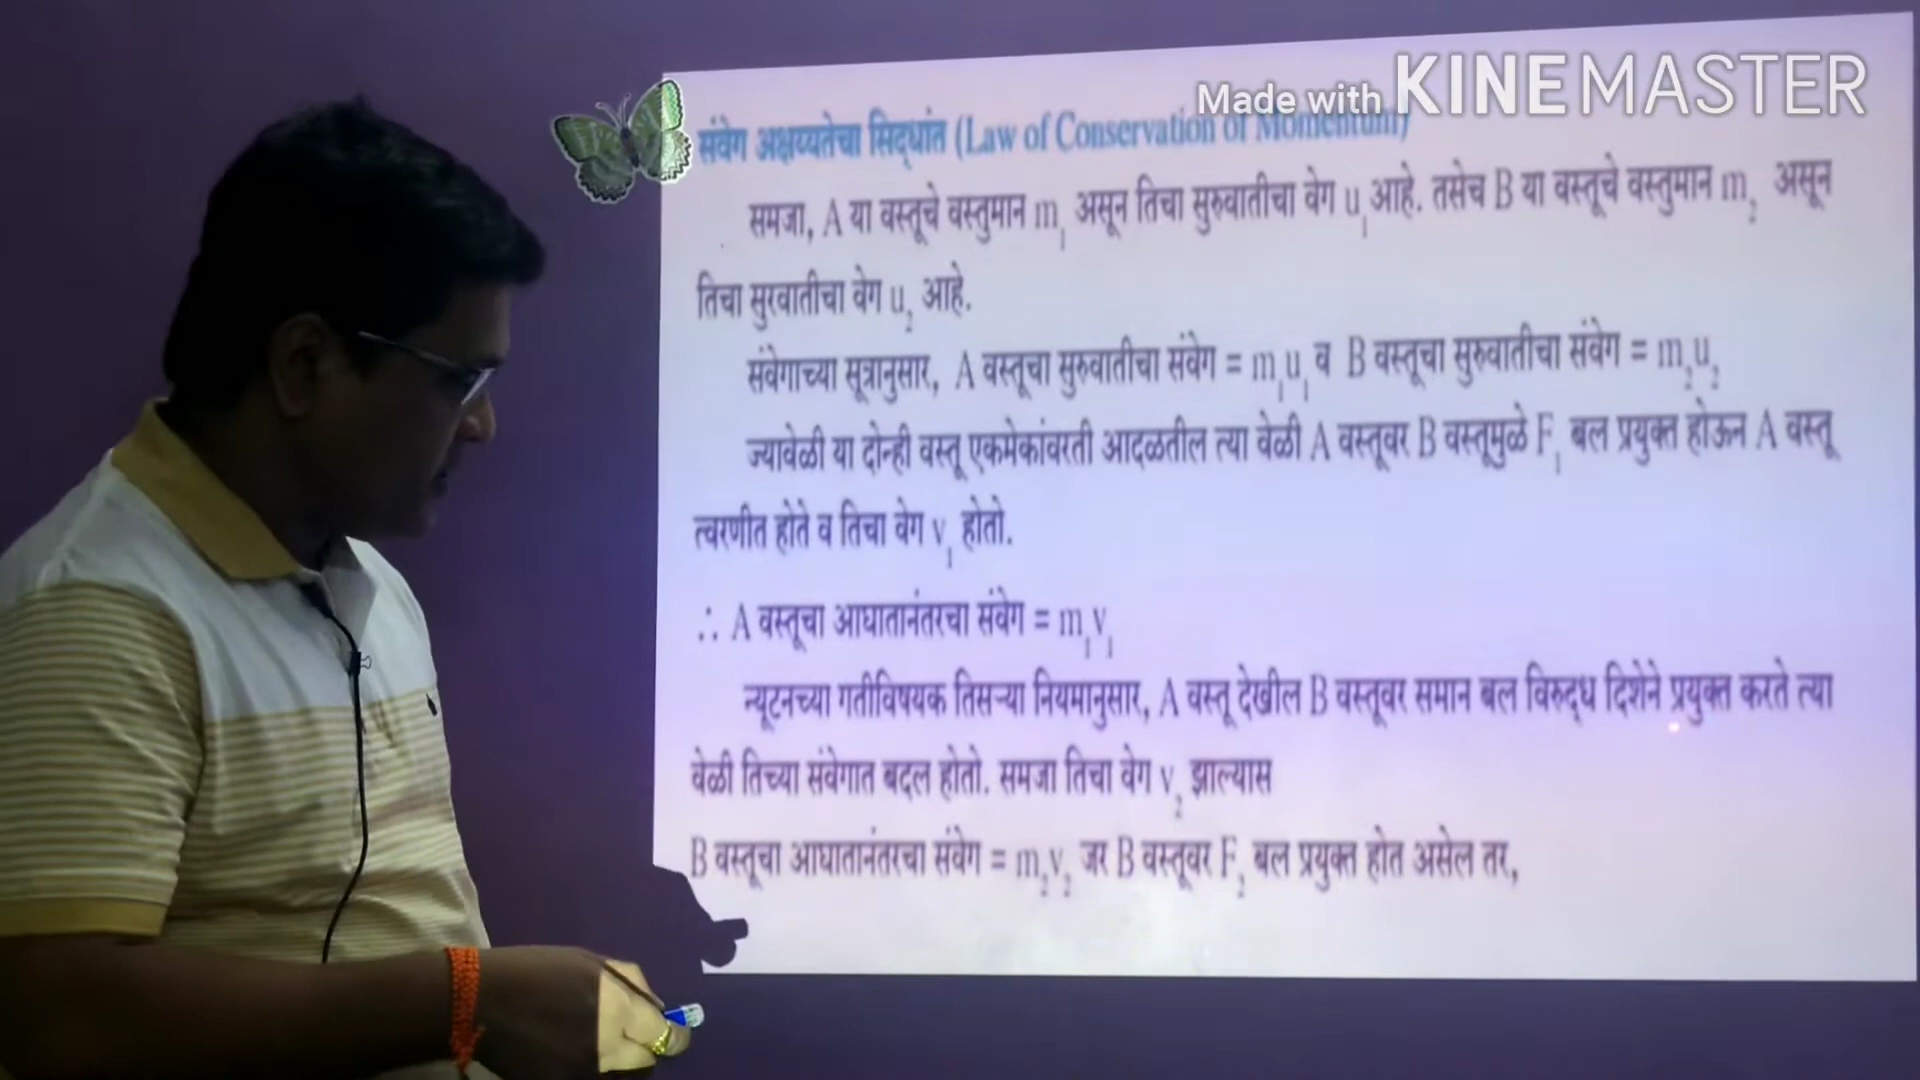 Made with KINEMASTER
संवेग अक्षय्यतेचा सिद्धांत (Law of Conservation of Momentum)
समजा, A या वस्तूचे वस्तुमान m₁ असून तिचा सुरुवातीचा वेग u₁ आहे. तसेच B या वस्तूचे वस्तुमान m₂ असून
तिचा सुरवातीचा वेग u₂ आहे.
संवेगाच्या सूत्रानुसार, A वस्तूचा सुरुवातीचा संवेग = m₁u₁ व B वस्तूचा सुरुवातीचा संवेग = m₂u₂
ज्यावेळी या दोन्ही वस्तू एकमेकांवरती आदळतील त्या वेळी A वस्तूवर B वस्तूमुळे F₁ बल प्रयुक्त होऊन A वस्तू
त्वरणीत होते व तिचा वेग v₁ होतो.
∴ A वस्तूचा आघातानंतरचा संवेग = m₁v₁
न्यूटनच्या गतीविषयक तिसऱ्या नियमानुसार, A वस्तू देखील B वस्तूवर समान बल विरुद्ध दिशेने प्रयुक्त करते त्या
वेळी तिच्या संवेगात बदल होतो. समजा तिचा वेग v₂ झाल्यास
B वस्तूचा आघातानंतरचा संवेग = m₂v₂ जर B वस्तूवर F₂ बल प्रयुक्त होत असेल तर,